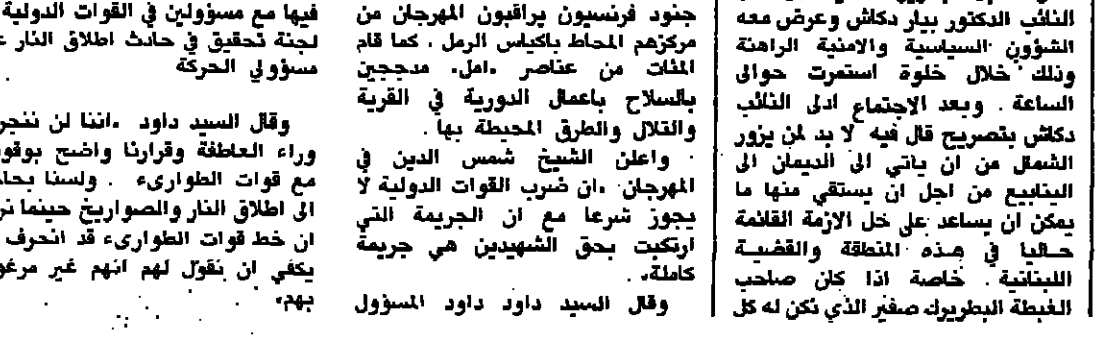 النائب الدكتور بيار دكاش وعرض معه
الشؤون السياسية والامنية الراهنة
وذلك خلال خلوة استمرت حوالى
الساعة . وبعد الإجتماع ادلى النائب
دكاش بتصريح قال فيه لا بد لمن يزور
الشمال من ان ياتي الى الديمان الى
الينابيع من اجل ان يستقي منها ما
يمكن ان يساعد على حل الازمة القائمة
حاليا في هذه المنطقة والقضية
اللبنانية . خاصة اذا كان صاحب
الغبطة البطريرك صفير الذي نكن له كل
جنود فرنسيون يراقبون المهرجان من
مركزهم المحاط باكياس الرمل . كما قام
المئات من عناصر «امل» مدججين
بالسلاح باعمال الدورية في القرية
والتلال والطرق المحيطة بها .
واعلن الشيخ شمس الدين في
المهرجان «ان ضرب القوات الدولية لا
يجوز شرعا مع ان الجريمة التي
ارتكبت بحق الشهيدين هي جريمة
كاملة»
وقال السيد داود داود المسؤول
فيها مع مسؤولين في القوات الدولية
لجنة تحقيق في حادث اطلاق النار
مسؤولي الحركة
وقال السيد داود «اننا لن ننجر
وراء العاطفة وقرارنا واضح
مع قوات الطوارىء . ولسنا
الى اطلاق النار والصواريخ حينما
ان خط قوات الطوارىء قد انحرف
يكفي ان نقول لهم انهم غير
بهم»